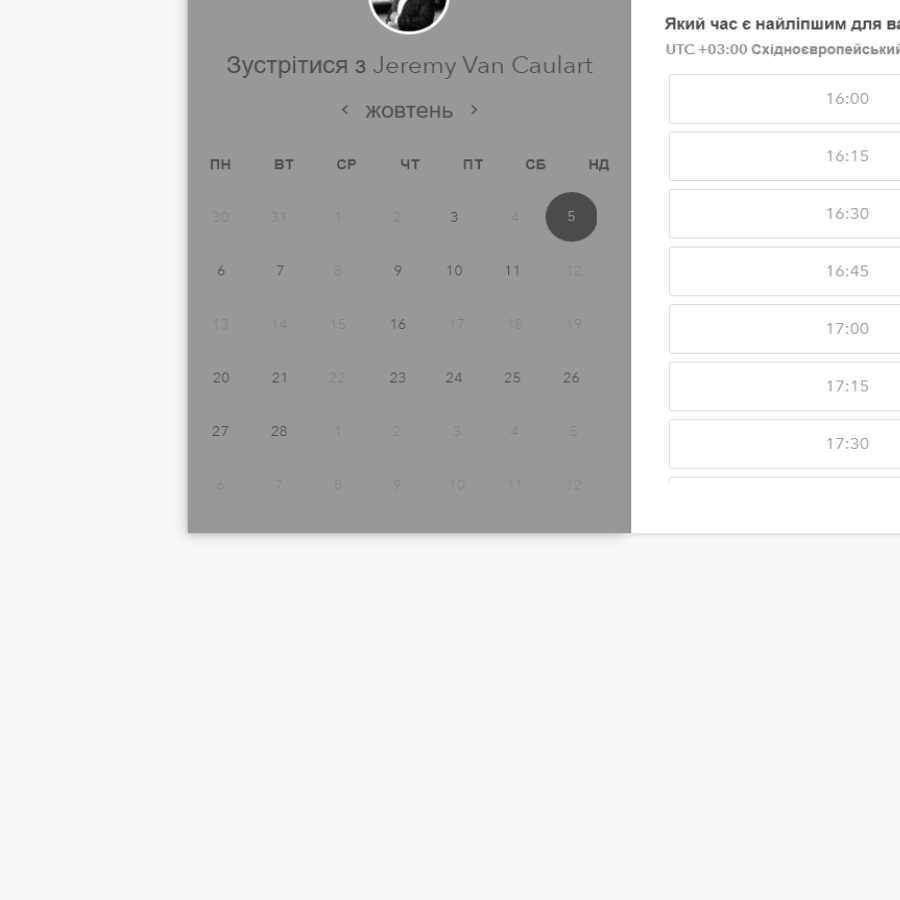 Зустрітися з Jeremy Van Caulart
жовтень
ПН ВТ СР ЧТ ПТ СБ НД
30 31 1 2 3 4 5
6 7 8 9 10 11 12
13 14 15 16 17 18 19
20 21 22 23 24 25 26
27 28 1 2 3 4 5
6 7 8 9 10 11 12
Який час є найліпшим для
UTC +03:00 Східноєвропейський
16:00
16:15
16:30
16:45
17:00
17:15
17:30